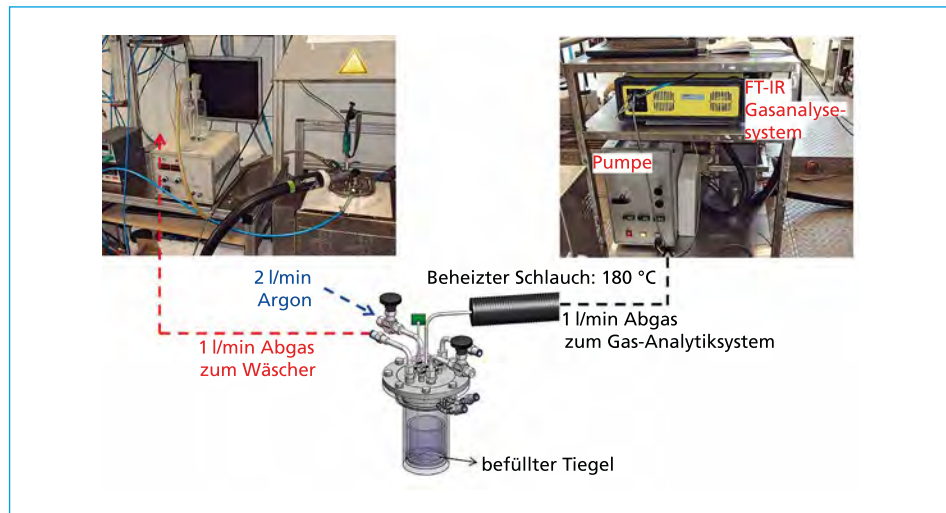 FT-IR
Gasanalyse-
system
Pumpe
2 l/min
Argon
Beheizter Schlauch: 180 °C
1 l/min Abgas
zum Wäscher
1 l/min Abgas
zum Gas-Analytiksystem
befüllter Tiegel